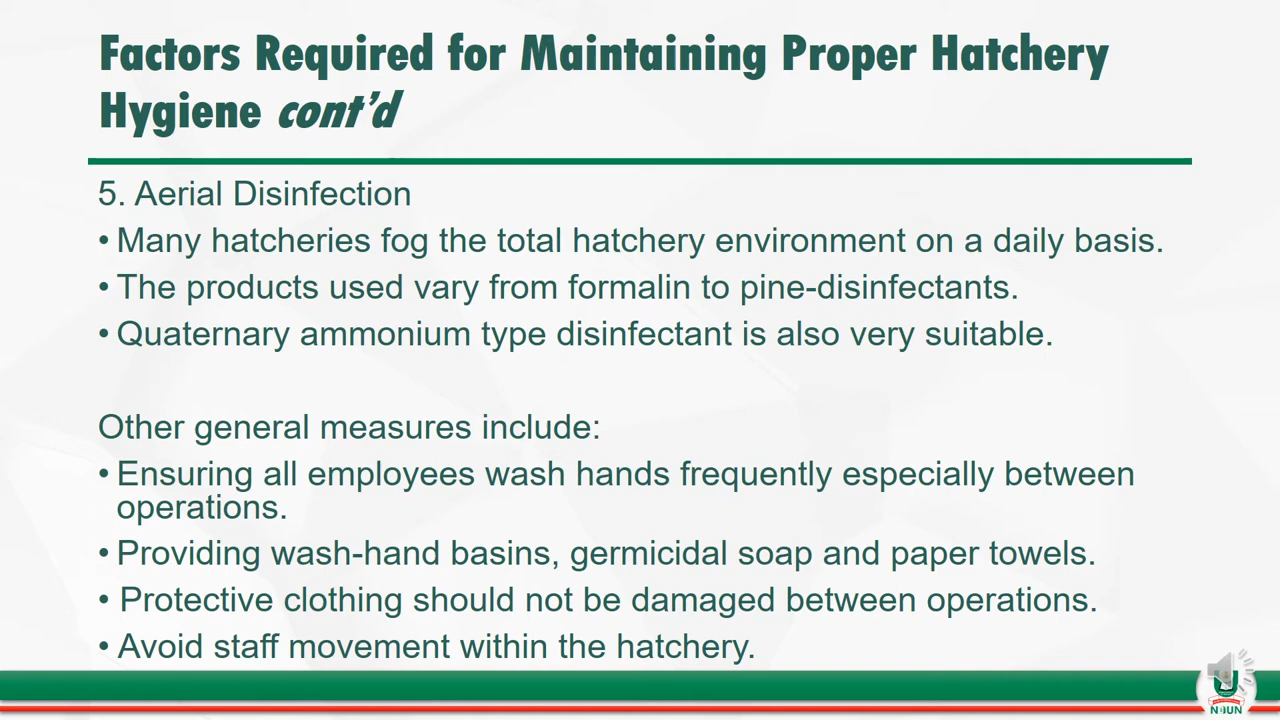 Factors Required for Maintaining Proper Hatchery
Hygiene cont’d
5. Aerial Disinfection
• Many hatcheries fog the total hatchery environment on a daily basis.
• The products used vary from formalin to pine-disinfectants.
• Quaternary ammonium type disinfectant is also very suitable.
Other general measures include:
• Ensuring all employees wash hands frequently especially between
operations.
• Providing wash-hand basins, germicidal soap and paper towels.
• Protective clothing should not be damaged between operations.
• Avoid staff movement within the hatchery.
NOUN